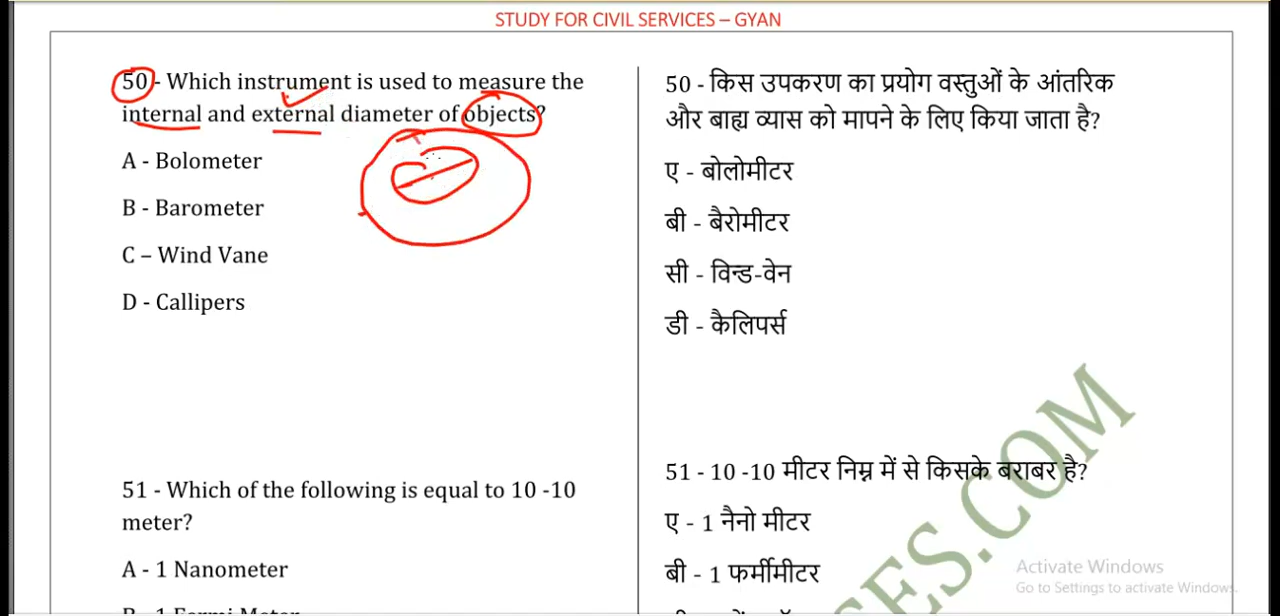 STUDY FOR CIVIL SERVICES – GYAN
50 - Which instrument is used to measure the
internal and external diameter of objects?
A - Bolometer
B - Barometer
C – Wind Vane
D - Callipers
51 - Which of the following is equal to 10 -10
meter?
A - 1 Nanometer
B - 1 Fermi Meter
50 - किस उपकरण का प्रयोग वस्तुओं के आंतरिक
और बाह्य व्यास को मापने के लिए किया जाता है?
ए - बोलोमीटर
बी - बैरोमीटर
सी - विन्ड-वेन
डी - कैलिपर्स
51 - 10 -10 मीटर निम्न में से किसके बराबर है?
ए - 1 नैनो मीटर
बी - 1 फर्मीमीटर
ES.COM
Activate Windows
Go to Settings to activate Windows.